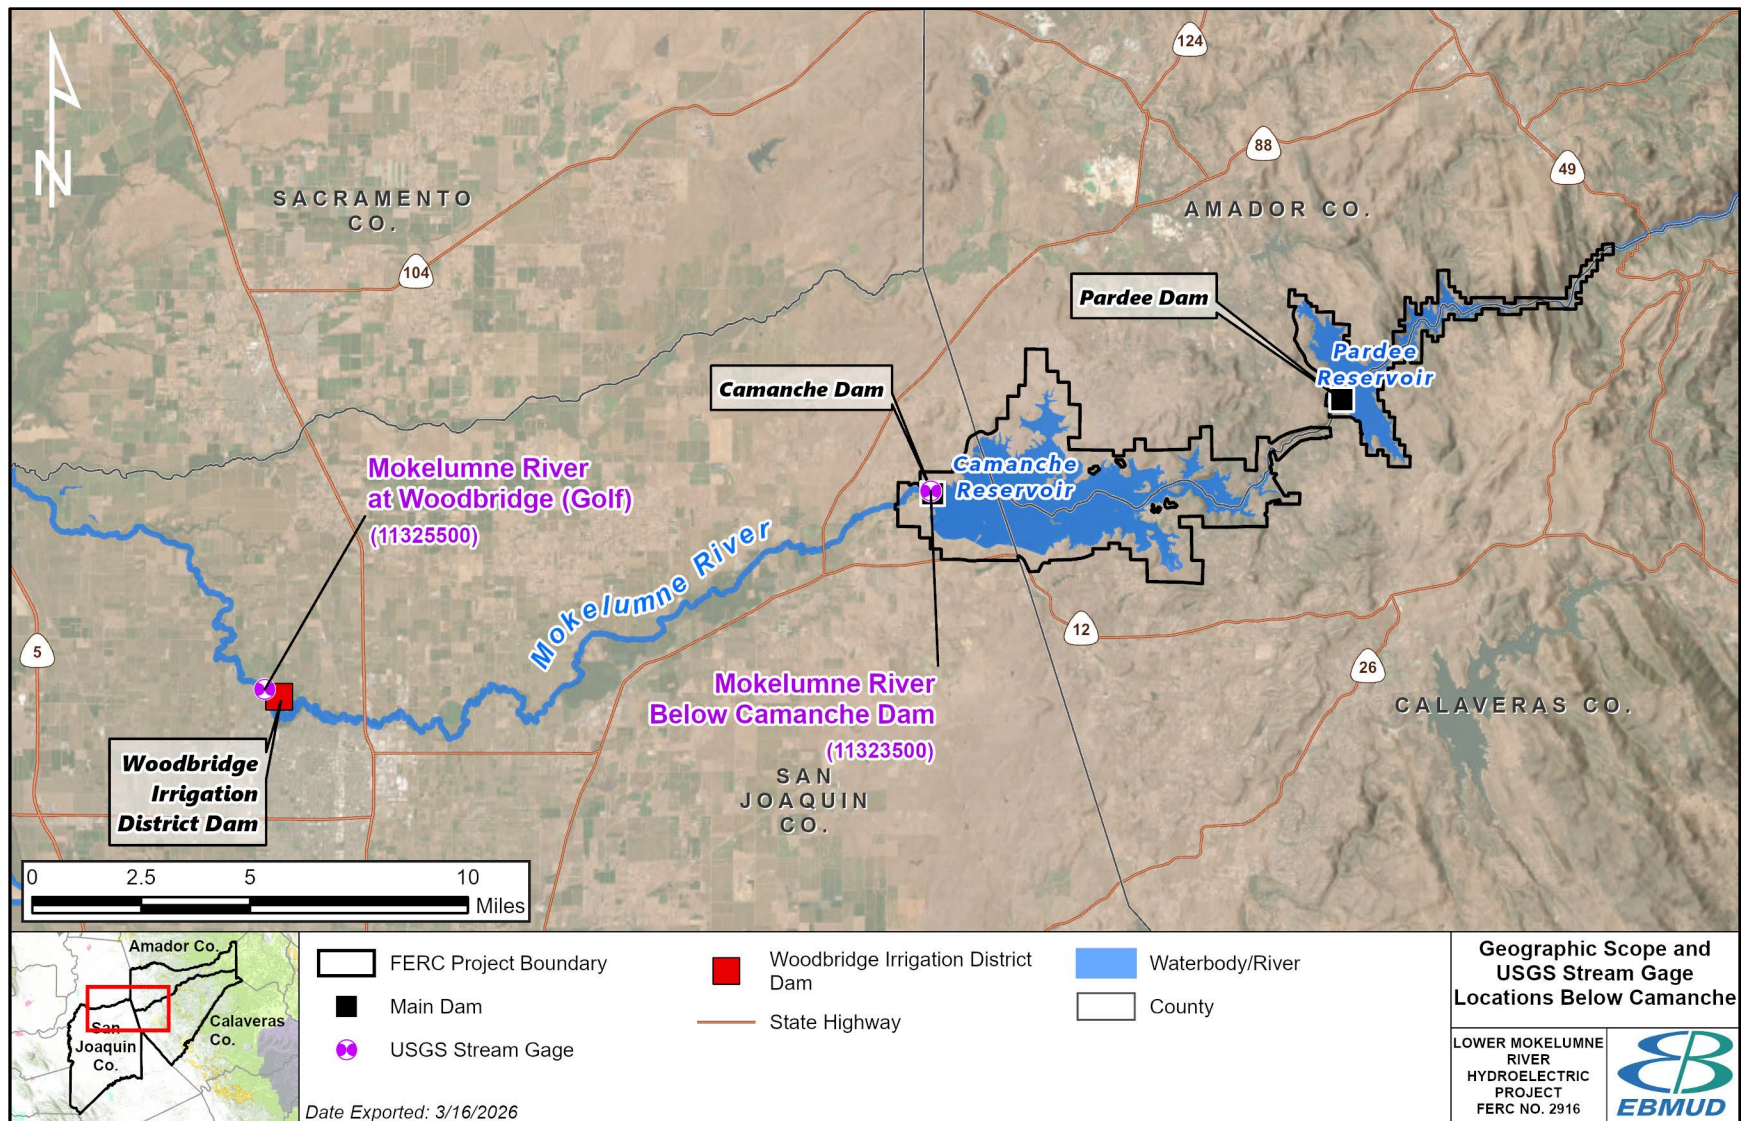 N
124
88
49
SACRAMENTO
CO.
AMADOR CO.
104
Pardee Dam
Pardee
Reservoir
Camanche Dam
Camanche
Reservoir
Mokelumne River
at Woodbridge (Golf)
(11325500)
Mokelumne River
5
12
26
Mokelumne River
Below Camanche Dam
(11323500)
CALAVERAS CO.
Woodbridge
Irrigation
District Dam
SAN
JOAQUIN
CO.
0 2.5 5 10
Miles
Amador Co.
San
Joaquin
Co.
Calaveras
Co.
FERC Project Boundary
Main Dam
USGS Stream Gage
Woodbridge Irrigation District
Dam
State Highway
Waterbody/River
County
Date Exported: 3/16/2026
Geographic Scope and
USGS Stream Gage
Locations Below Camanche
LOWER MOKELUMNE
RIVER
HYDROELECTRIC
PROJECT
FERC NO. 2916
EBMUD